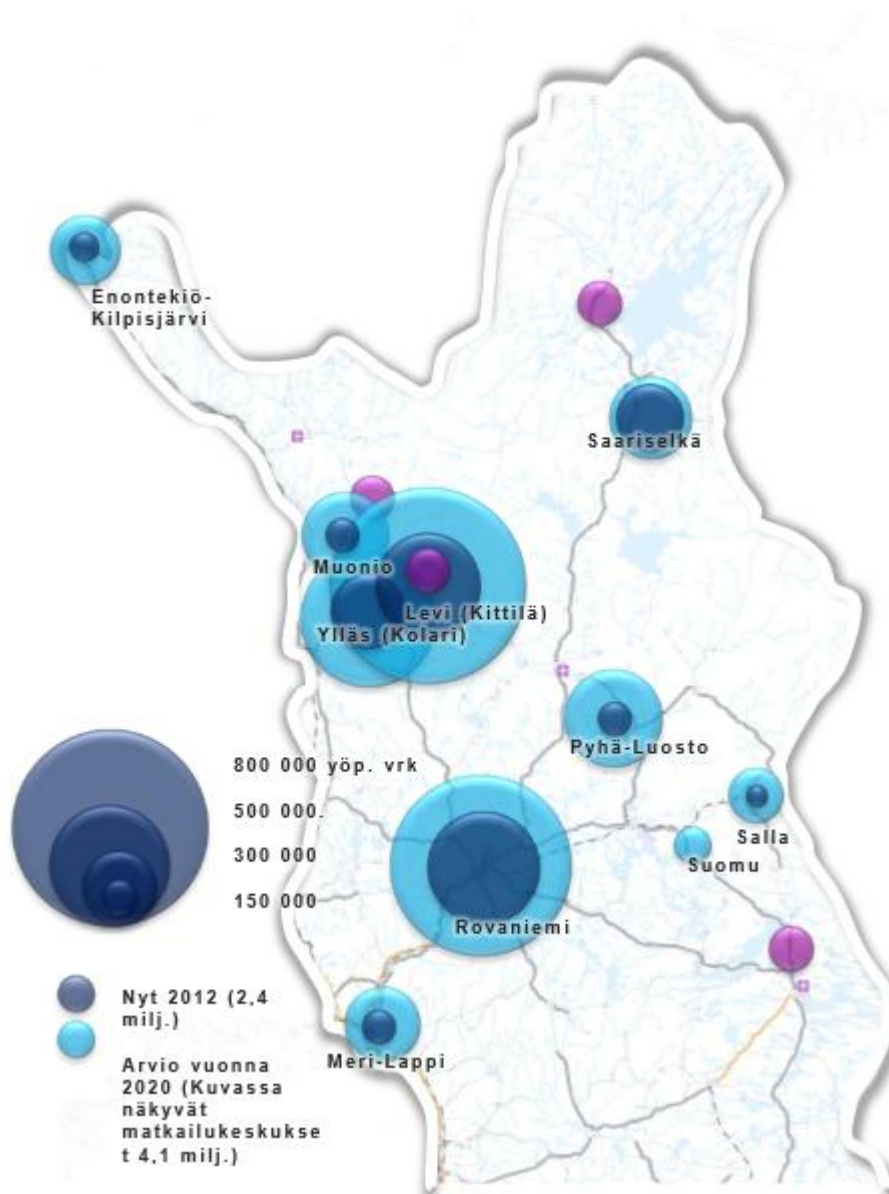 Enontekiö-
Kilpisjärvi
Saariselkä
Muonio
Levi (Kittilä)
Ylläs (Kolari)
Pyhä-Luosto
Salla
Suomu
Rovaniemi
Meri-Lappi
800 000 yöp. vrk
500 000.
300 000
150 000
Nyt 2012 (2,4
milj.)
Arvio vuonna
2020 (Kuvassa
näkyvät
matkailukeskukse
t 4,1 milj.)